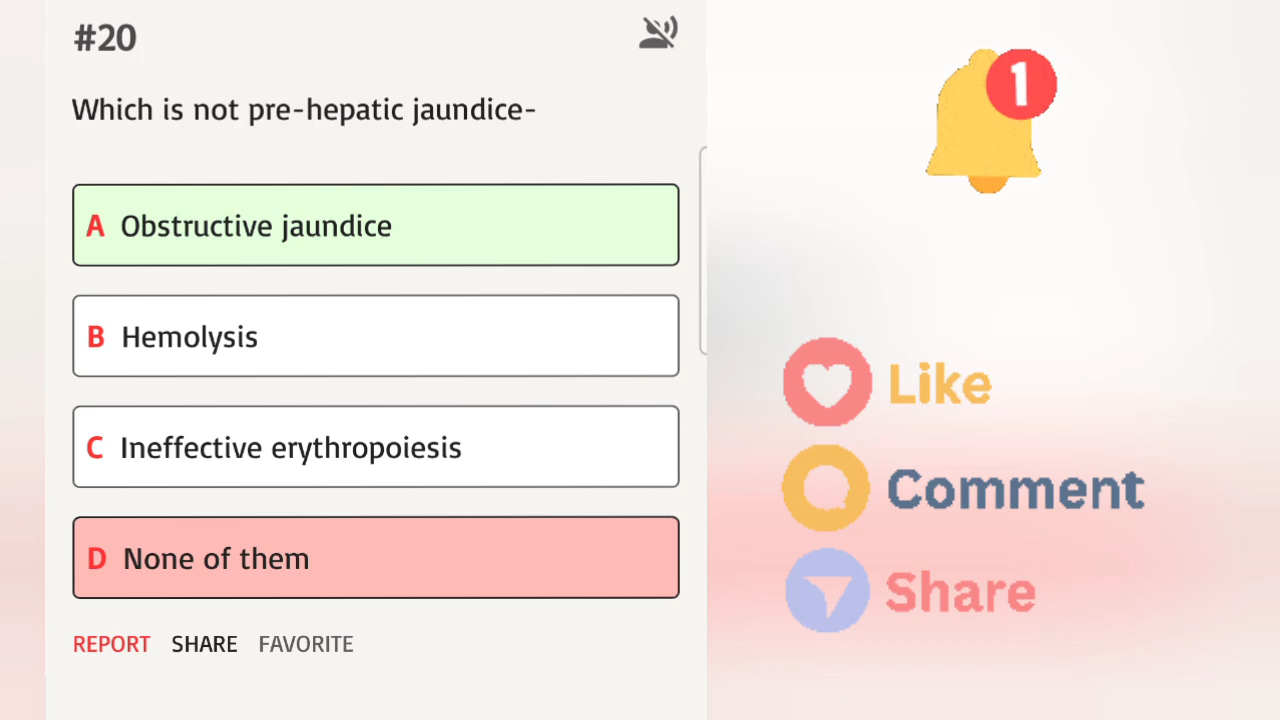 #20
Which is not pre-hepatic jaundice-
A Obstructive jaundice
B Hemolysis
C Ineffective erythropoiesis
D None of them
REPORT SHARE FAVORITE
1
Like
Comment
Share